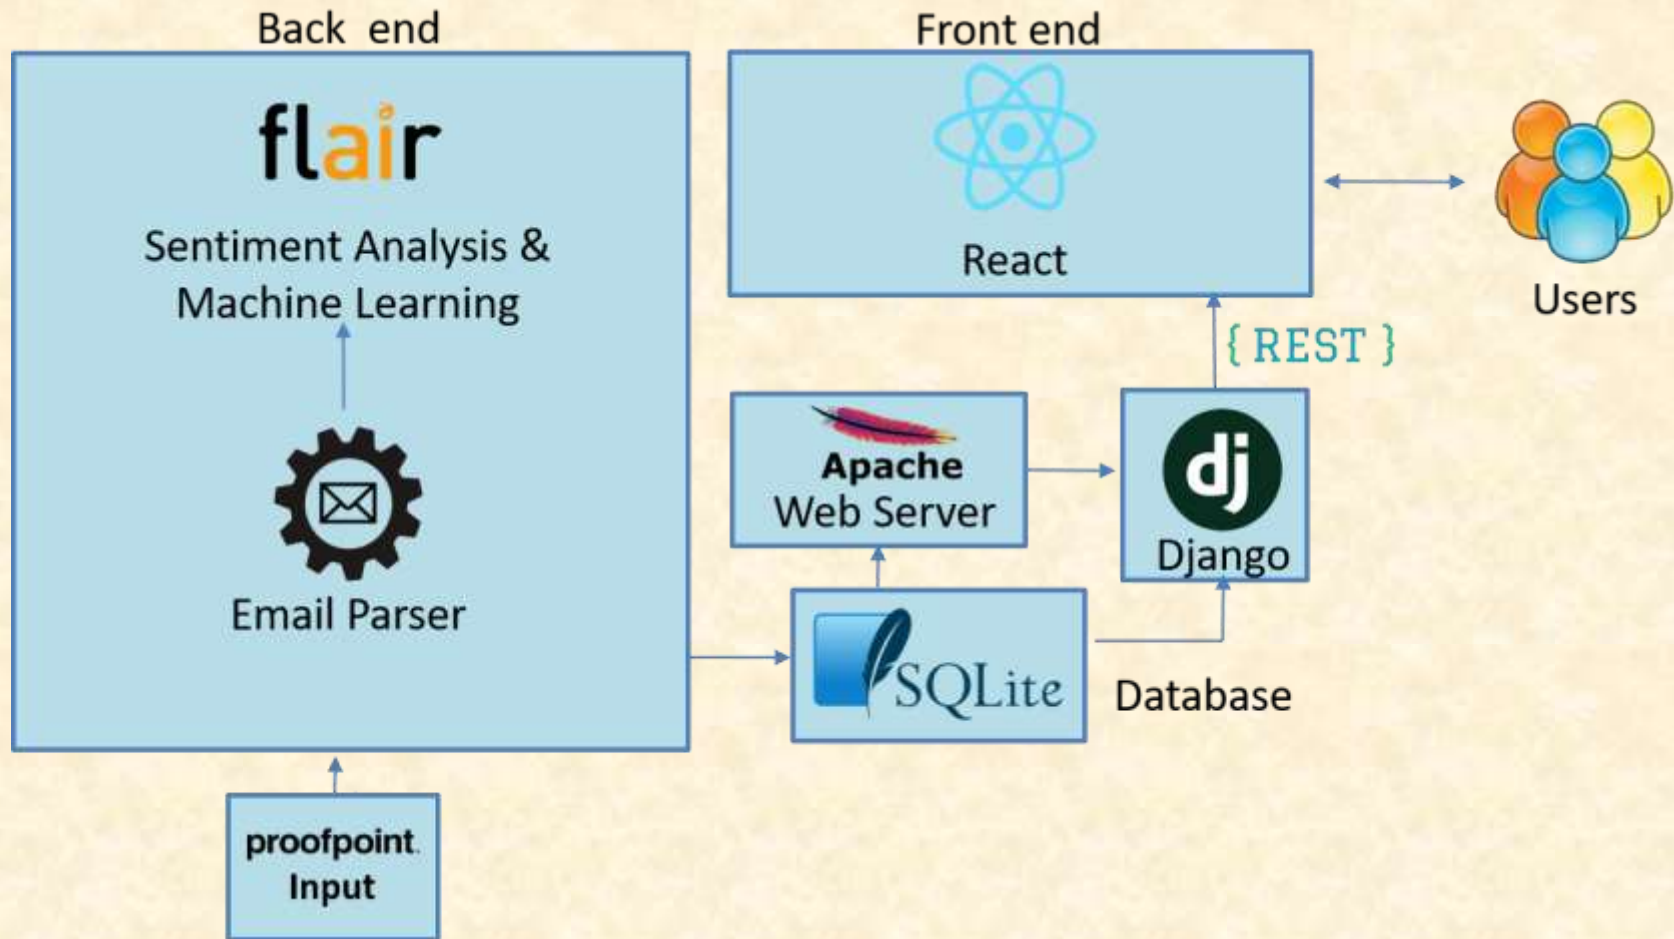 Back end
flair
Sentiment Analysis &
Machine Learning
Email Parser
proofpoint.
Input
Front end
React
Users
{ REST }
Apache
Web Server
dj
Django
SQLite
Database